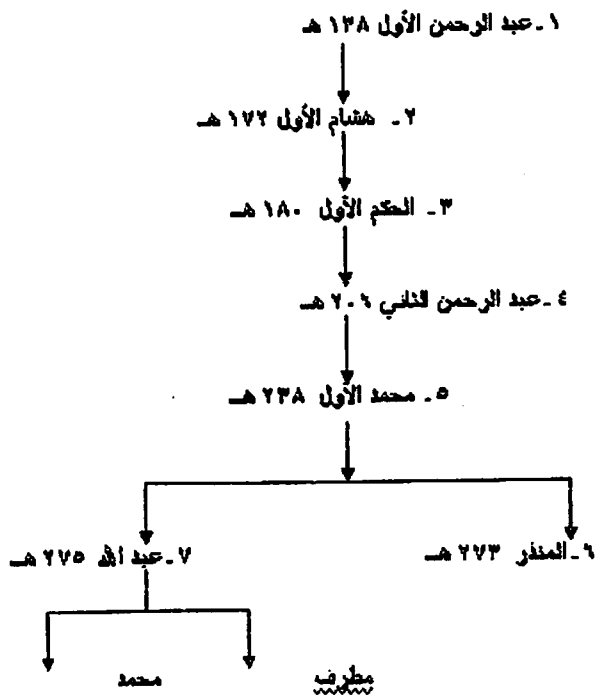 ١ ـ عبد الرحمن الأول ١٣٨ هـ
٢ ـ هشام الأول ١٧٢ هـ
٣ ـ الحكم الأول ١٨٠ هـ
٤ ـ عبد الرحمن الثاني ٢٠٦ هـ
٥ ـ محمد الأول ٢٣٨ هـ
٦ ـ المنذر ٢٧٣ هـ ٧ ـ عبد الله ٢٧٥ هـ
مطرف محمد